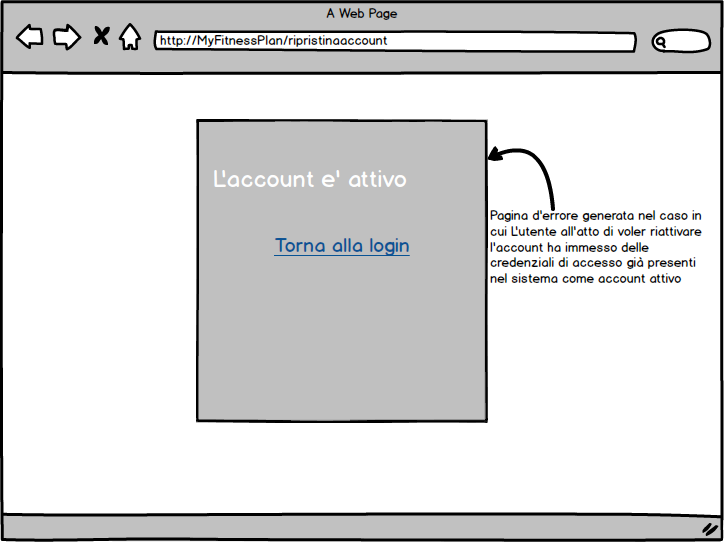 A Web Page
http://MyFitnessPlan/ripristinaaccount
L'account e' attivo
Torna alla login
Pagina d'errore generata nel caso in
cui L'utente all'atto di voler riattivare
l'account ha immesso delle
credenziali di accesso già presenti
nel sistema come account attivo